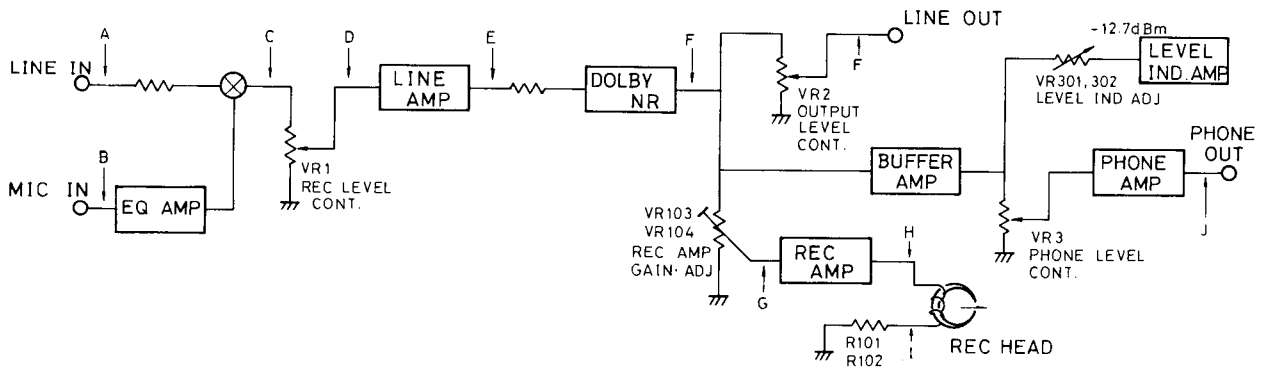 LINE IN
A
MIC IN
B
EQ AMP
C
VR1
REC LEVEL
CONT.
D
LINE
AMP
E
DOLBY
NR
F
LINE OUT
F
VR2
OUTPUT
LEVEL
CONT.
-12.7dBm
LEVEL
IND.AMP
VR301,302
LEVEL IND ADJ
BUFFER
AMP
PHONE
OUT
PHONE
AMP
J
VR3
PHONE LEVEL
CONT.
VR103
VR104
REC AMP
GAIN·ADJ
G
REC
AMP
H
R101
R102
I
REC HEAD